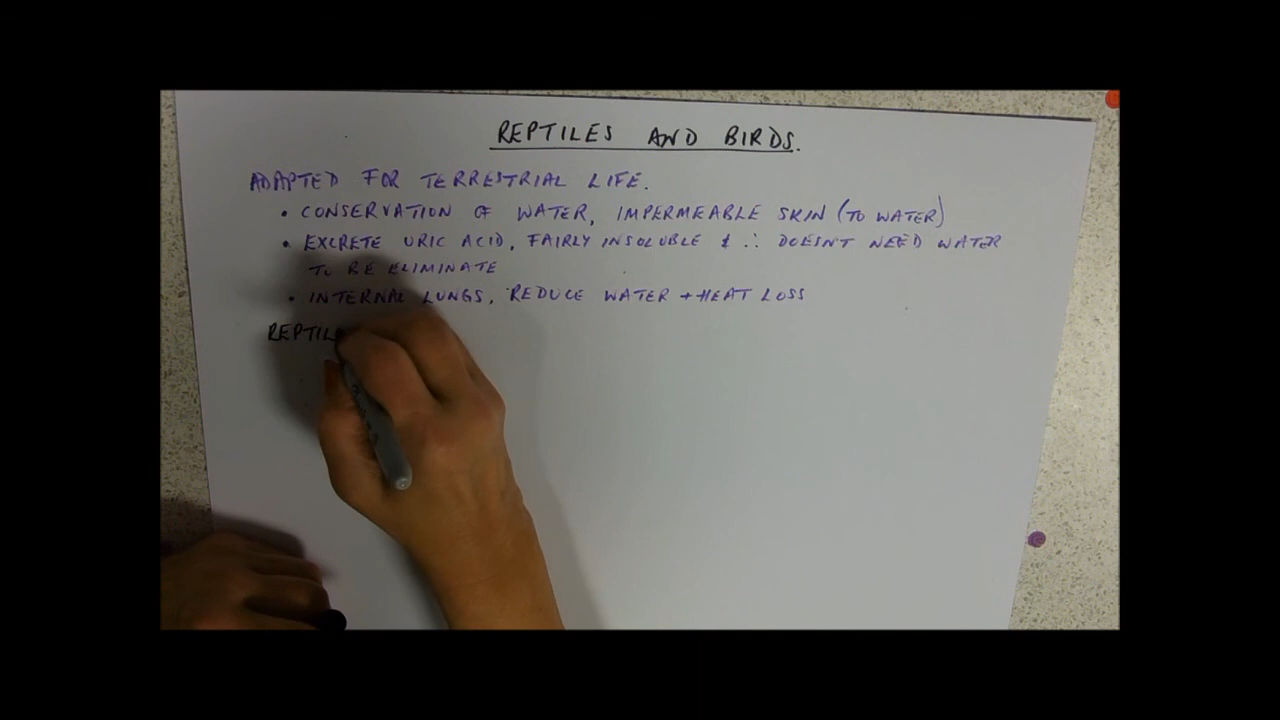 REPTILES AND BIRDS.
ADAPTED FOR TERRESTRIAL LIFE.
• CONSERVATION OF WATER, IMPERMEABLE SKIN (TO WATER)
• EXCRETE URIC ACID, FAIRLY INSOLUBLE & ∴ DOESN'T NEED WATER
TO BE ELIMINATE
• INTERNAL LUNGS, REDUCE WATER + HEAT LOSS
REPTILE